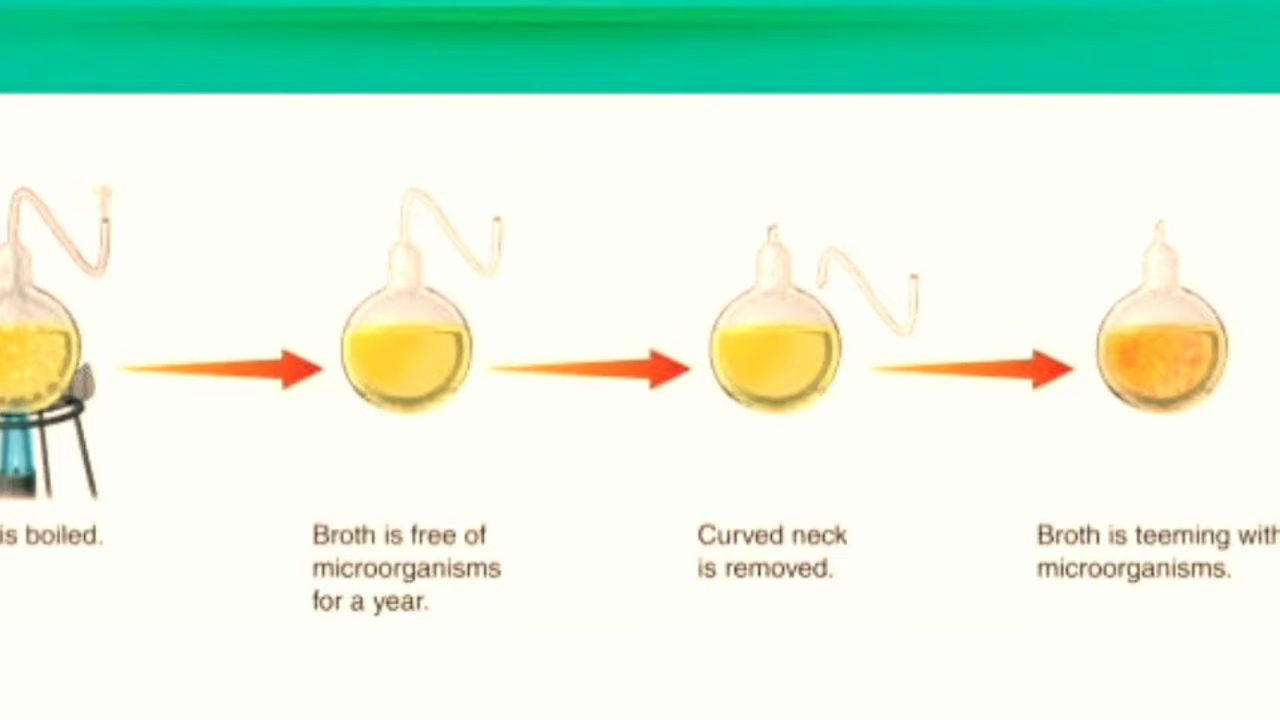 is boiled.
Broth is free of
microorganisms
for a year.
Curved neck
is removed.
Broth is teeming with
microorganisms.